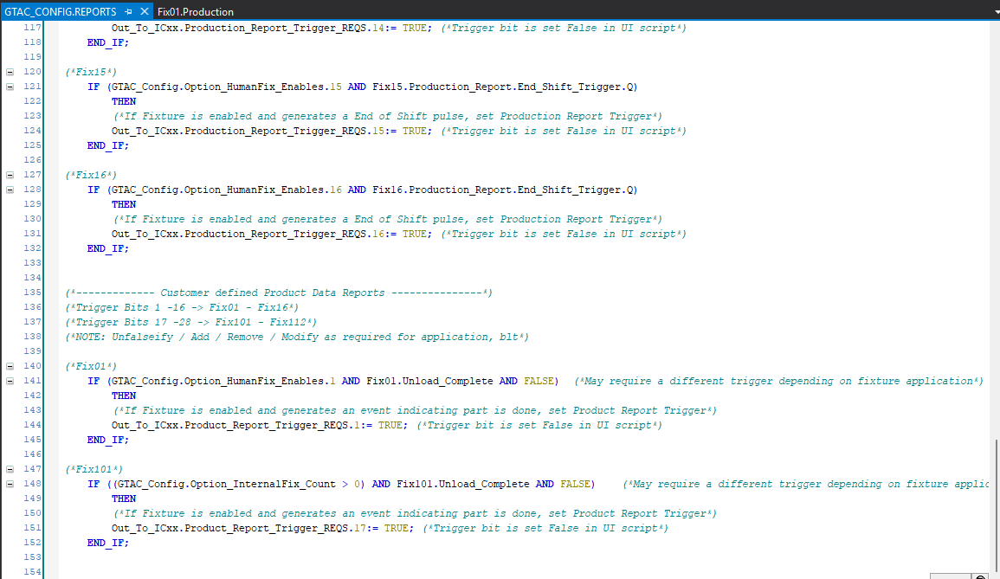 GTAC_CONFIG.REPORTS Fix01.Production
117 Out_To_ICxx.Production_Report_Trigger_REQS.14:= TRUE; (*Trigger bit is set False in UI script*)
118 END_IF;
119
120 (*Fix15*)
121 IF (GTAC_Config.Option_HumanFix_Enables.15 AND Fix15.Production_Report.End_Shift_Trigger.Q)
122 THEN
123 (*If Fixture is enabled and generates a End of Shift pulse, set Production Report Trigger*)
124 Out_To_ICxx.Production_Report_Trigger_REQS.15:= TRUE; (*Trigger bit is set False in UI script*)
125 END_IF;
126
127 (*Fix16*)
128 IF (GTAC_Config.Option_HumanFix_Enables.16 AND Fix16.Production_Report.End_Shift_Trigger.Q)
129 THEN
130 (*If Fixture is enabled and generates a End of Shift pulse, set Production Report Trigger*)
131 Out_To_ICxx.Production_Report_Trigger_REQS.16:= TRUE; (*Trigger bit is set False in UI script*)
132 END_IF;
133
134
135 (*------------- Customer defined Product Data Reports ---------------*)
136 (*Trigger Bits 1 -16 -> Fix01 - Fix16*)
137 (*Trigger Bits 17 -28 -> Fix101 - Fix112*)
138 (*NOTE: Unfalseify / Add / Remove / Modify as required for application, blt*)
139
140 (*Fix01*)
141 IF (GTAC_Config.Option_HumanFix_Enables.1 AND Fix01.Unload_Complete AND FALSE) (*May require a different trigger depending on fixture application*)
142 THEN
143 (*If Fixture is enabled and generates an event indicating part is done, set Product Report Trigger*)
144 Out_To_ICxx.Product_Report_Trigger_REQS.1:= TRUE; (*Trigger bit is set False in UI script*)
145 END_IF;
146
147 (*Fix101*)
148 IF ((GTAC_Config.Option_InternalFix_Count > 0) AND Fix101.Unload_Complete AND FALSE) (*May require a different trigger depending on fixture applic
149 THEN
150 (*If Fixture is enabled and generates an event indicating part is done, set Product Report Trigger*)
151 Out_To_ICxx.Product_Report_Trigger_REQS.17:= TRUE; (*Trigger bit is set False in UI script*)
152 END_IF;
153
154